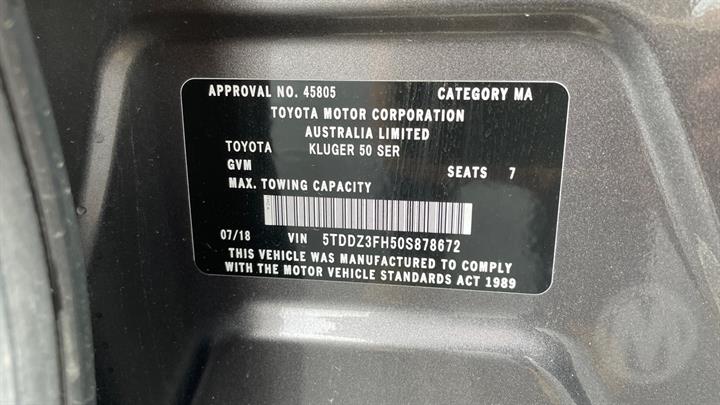 APPROVAL NO. 45805 CATEGORY MA
TOYOTA MOTOR CORPORATION
AUSTRALIA LIMITED
TOYOTA KLUGER 50 SER
GVM SEATS 7
MAX. TOWING CAPACITY
07/18 VIN 5TDDZ3FH50S878672
THIS VEHICLE WAS MANUFACTURED TO COMPLY
WITH THE MOTOR VEHICLE STANDARDS ACT 1989
M